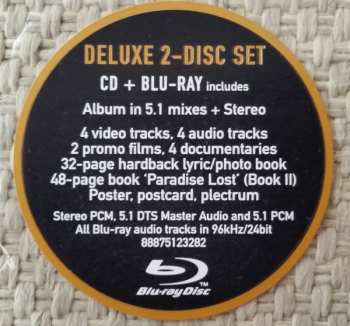 DELUXE 2-DISC SET
CD + BLU-RAY includes
Album in 5.1 mixes + Stereo
4 video tracks, 4 audio tracks
2 promo films, 4 documentaries
32-page hardback lyric/photo book
48-page book ‘Paradise Lost’ (Book II)
Poster, postcard, plectrum
Stereo PCM, 5.1 DTS Master Audio and 5.1 PCM
All Blu-ray audio tracks in 96kHz/24bit
88875123282
Blu-ray Disc™